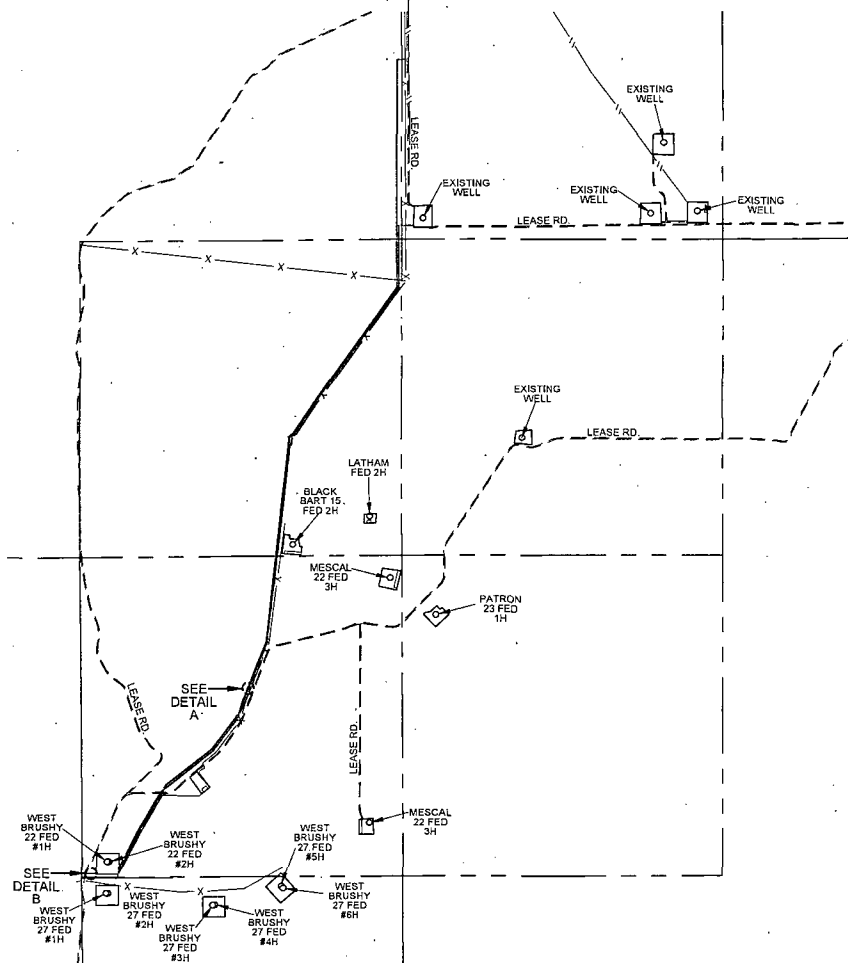 EXISTING
WELL
LEASE RD.
EXISTING
WELL
EXISTING
WELL
EXISTING
WELL
LEASE RD.
EXISTING
WELL
LEASE RD.
LATHAM
FED 2H
BLACK
BART 15
FED 2H
MESCAL
22 FED
3H
PATRON
23 FED
1H
SEE
DETAIL
A
LEASE RD.
LEASE RD.
MESCAL
22 FED
3H
WEST
BRUSHY
22 FED
#1H
WEST
BRUSHY
22 FED
#2H
WEST
BRUSHY
27 FED
#5H
SEE
DETAIL
B
WEST
BRUSHY
27 FED
#1H
WEST
BRUSHY
27 FED
#2H
WEST
BRUSHY
27 FED
#3H
WEST
BRUSHY
27 FED
#4H
WEST
BRUSHY
27 FED
#6H